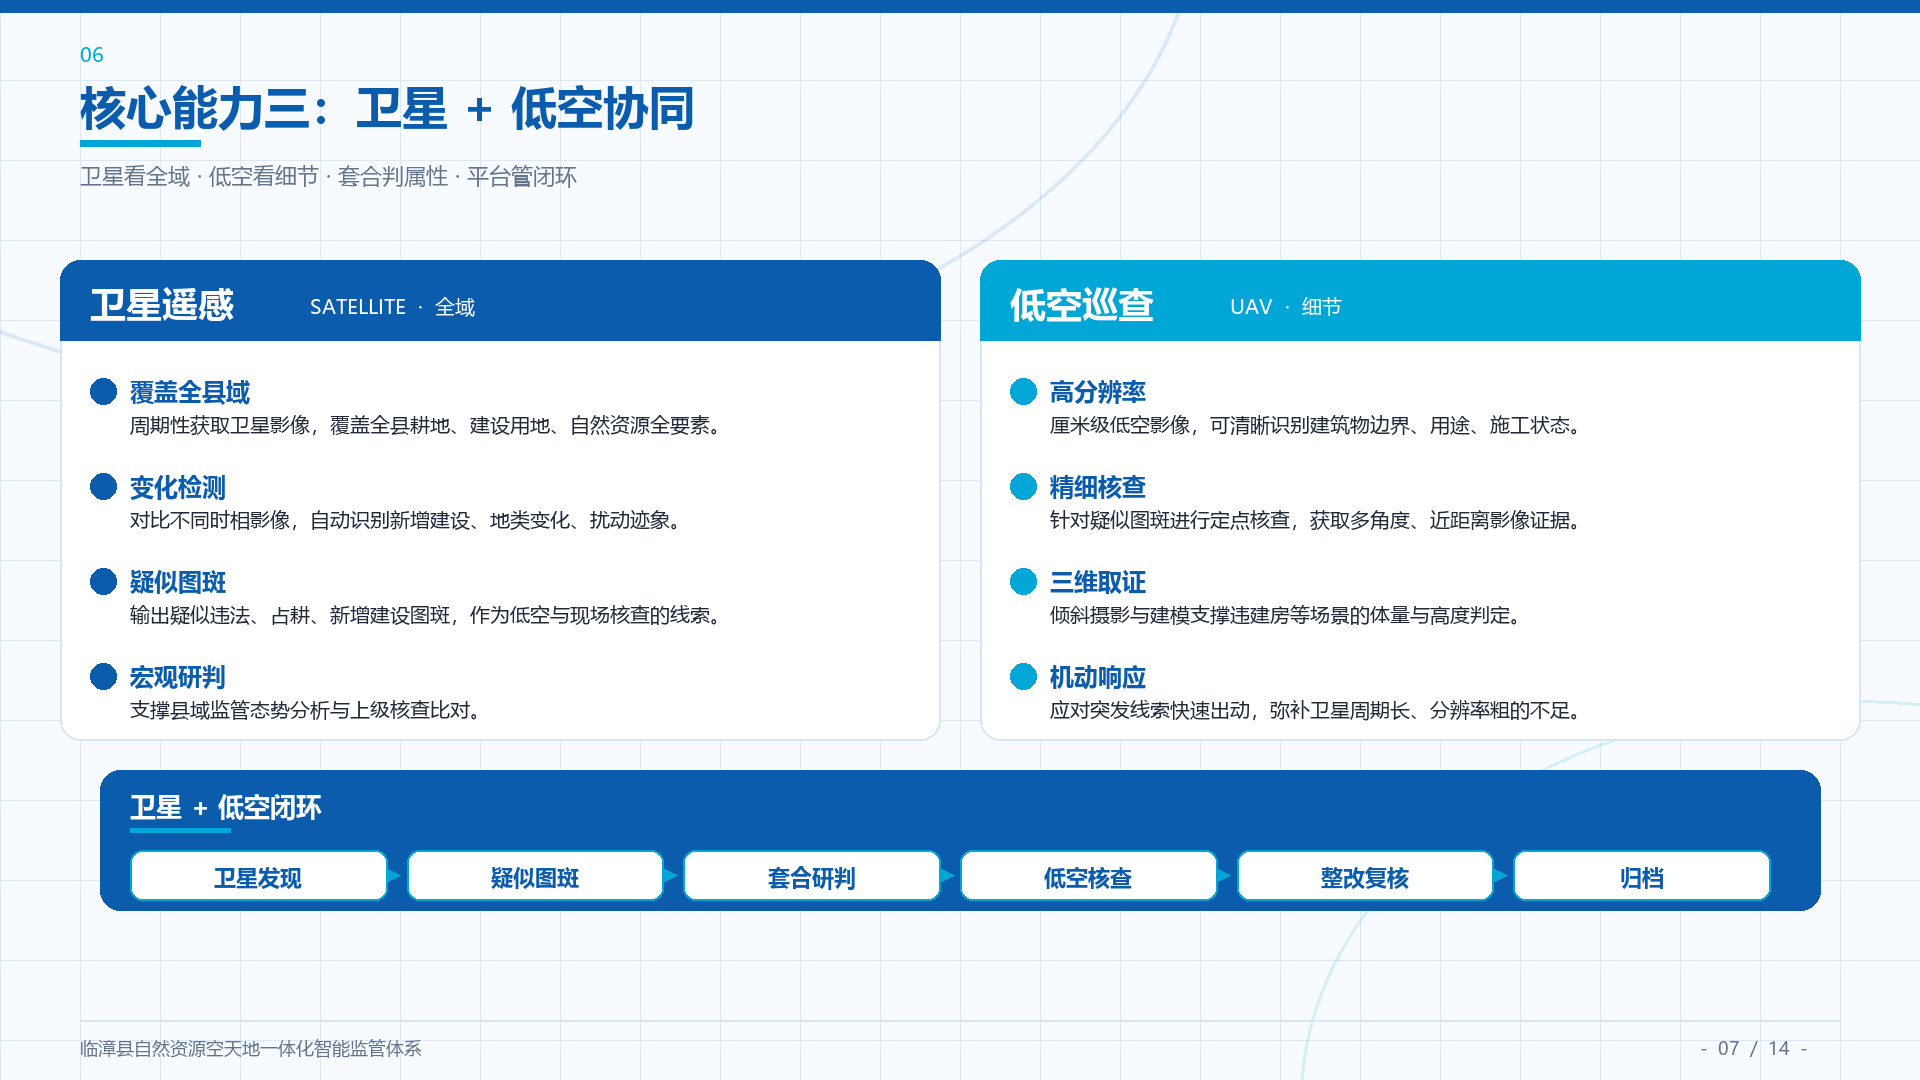 06
核心能力三：卫星 + 低空协同
卫星看全域 · 低空看细节 · 套合判属性 · 平台管闭环
卫星遥感 SATELLITE · 全域
覆盖全县域
周期性获取卫星影像，覆盖全县耕地、建设用地、自然资源全要素。
变化检测
对比不同时相影像，自动识别新增建设、地类变化、扰动迹象。
疑似图斑
输出疑似违法、占耕、新增建设图斑，作为低空与现场核查的线索。
宏观研判
支撑县域监管态势分析与上级核查比对。
低空巡查 UAV · 细节
高分辨率
厘米级低空影像，可清晰识别建筑物边界、用途、施工状态。
精细核查
针对疑似图斑进行定点核查，获取多角度、近距离影像证据。
三维取证
倾斜摄影与建模支撑违建房等场景的体量与高度判定。
机动响应
应对突发线索快速出动，弥补卫星周期长、分辨率粗的不足。
卫星 + 低空闭环
卫星发现
疑似图斑
套合研判
低空核查
整改复核
归档
临漳县自然资源空天地一体化智能监管体系
- 07 / 14 -